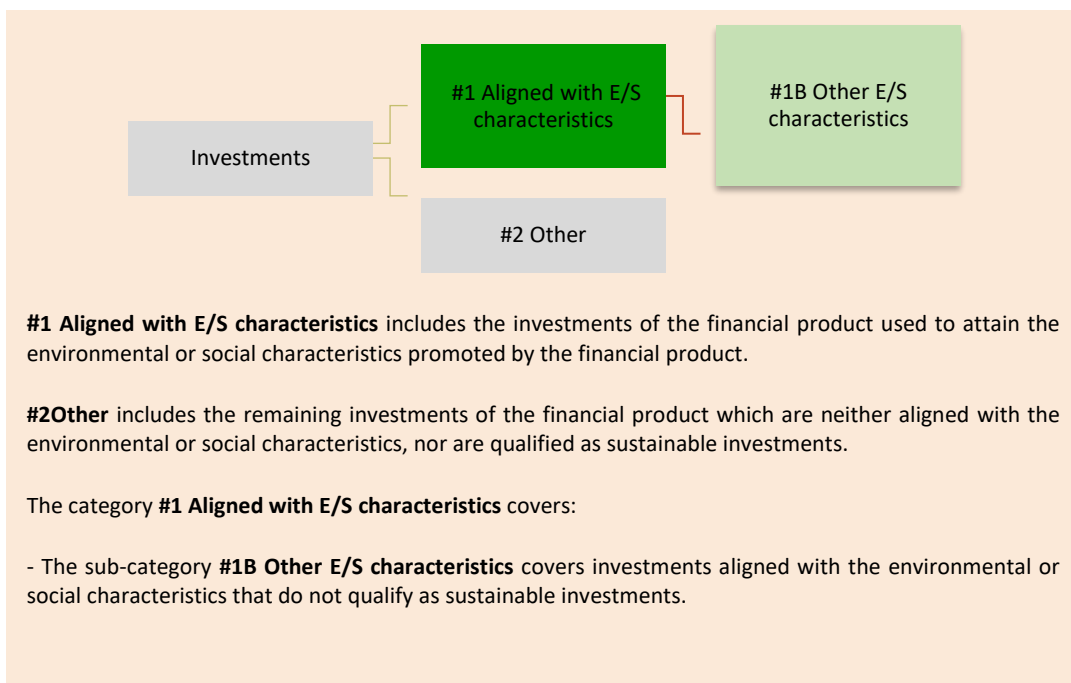 #1 Aligned with E/S
characteristics
#1B Other E/S
characteristics
Investments
#2 Other
#1 Aligned with E/S characteristics includes the investments of the financial product used to attain the
environmental or social characteristics promoted by the financial product.
#2Other includes the remaining investments of the financial product which are neither aligned with the
environmental or social characteristics, nor are qualified as sustainable investments.
The category #1 Aligned with E/S characteristics covers:
- The sub-category #1B Other E/S characteristics covers investments aligned with the environmental or
social characteristics that do not qualify as sustainable investments.